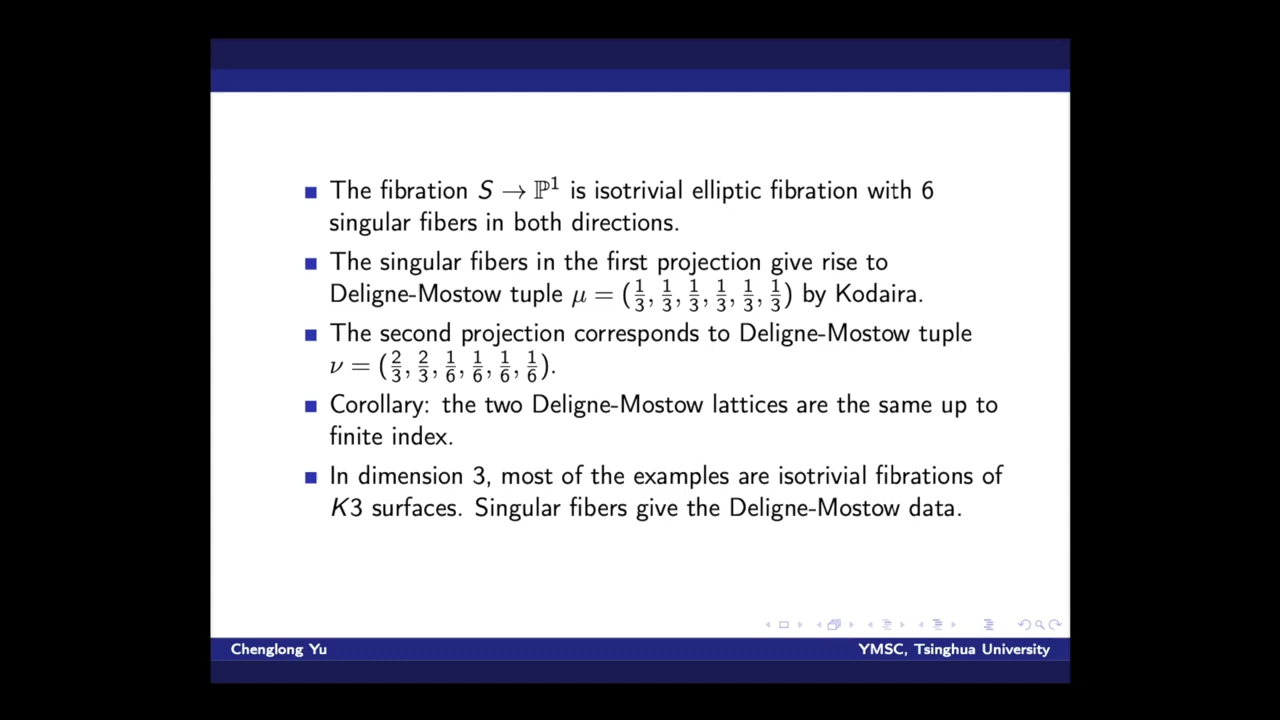 The fibration S → ℙ¹ is isotrivial elliptic fibration with 6
singular fibers in both directions.
The singular fibers in the first projection give rise to
Deligne-Mostow tuple μ = (1/3, 1/3, 1/3, 1/3, 1/3, 1/3) by Kodaira.
The second projection corresponds to Deligne-Mostow tuple
ν = (2/3, 2/3, 1/6, 1/6, 1/6, 1/6).
Corollary: the two Deligne-Mostow lattices are the same up to
finite index.
In dimension 3, most of the examples are isotrivial fibrations of
K3 surfaces. Singular fibers give the Deligne-Mostow data.
Chenglong Yu
YMSC, Tsinghua University